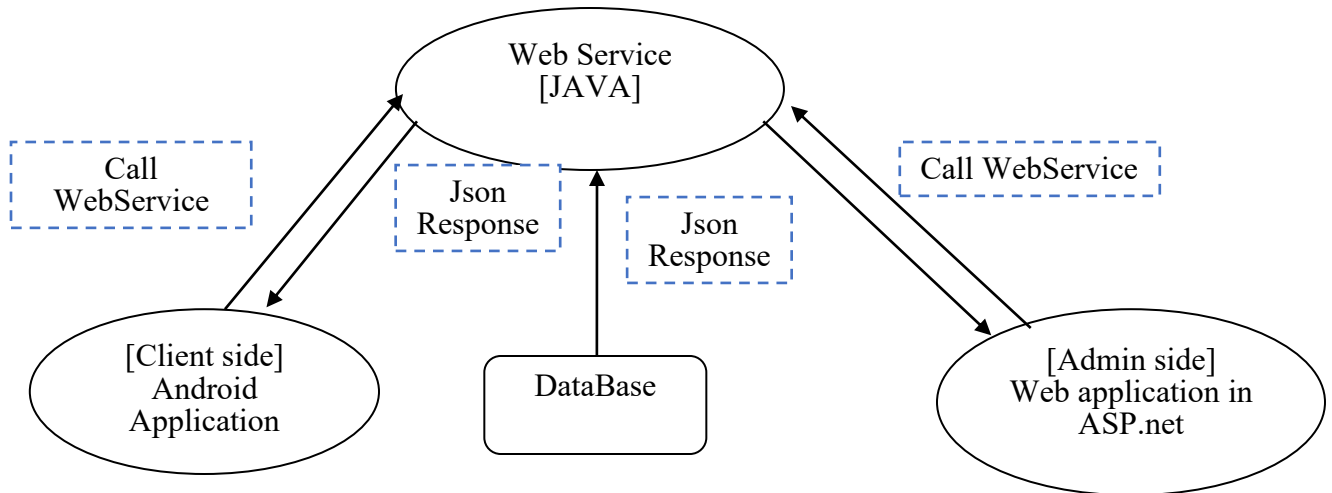 Web Service
[JAVA]
Call
WebService
Json
Response
Json
Response
Call WebService
[Client side]
Android
Application
DataBase
[Admin side]
Web application in
ASP.net